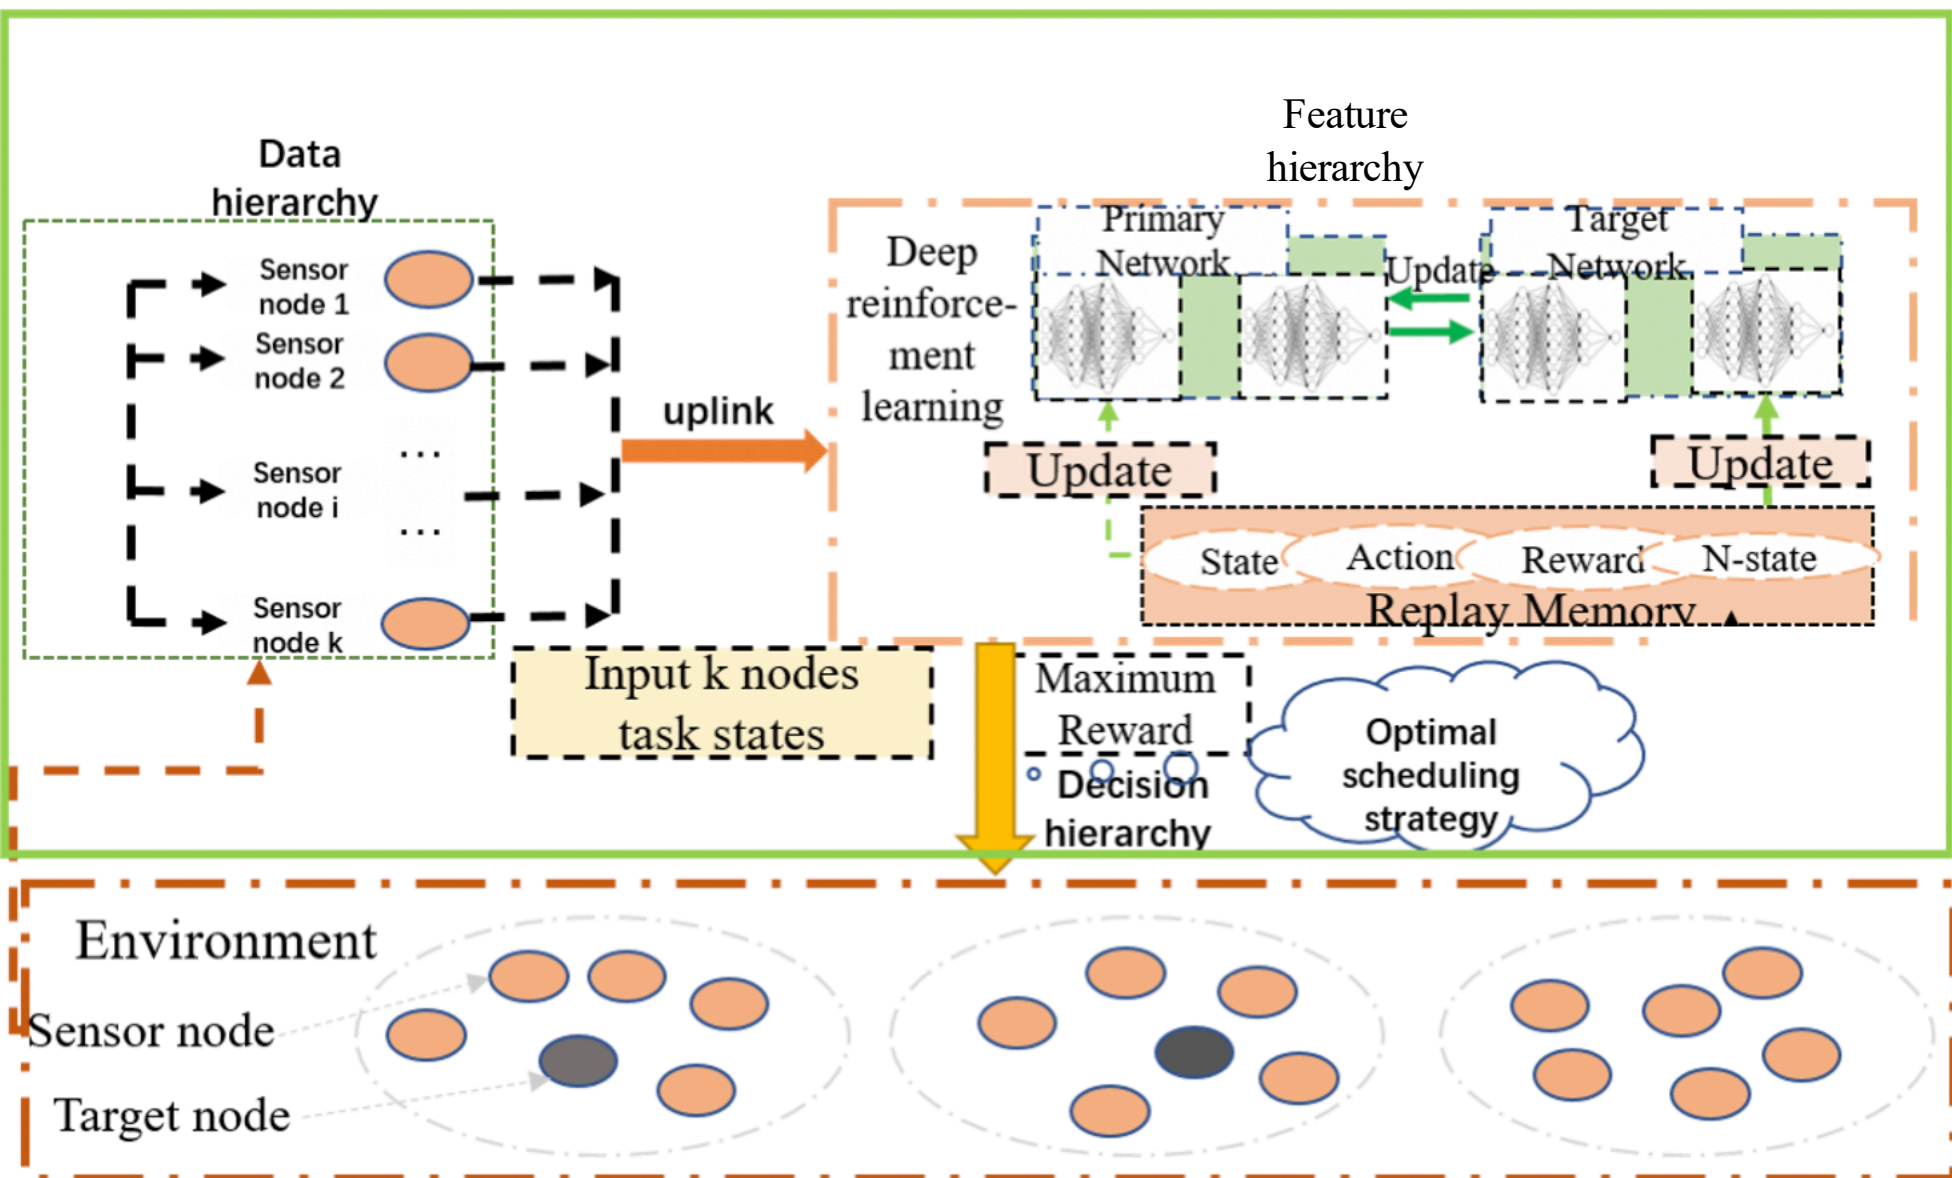 Data
hierarchy
Sensor
node 1
Sensor
node 2
...
Sensor
node i
...
Sensor
node k
uplink
Input k nodes
task states
Feature
hierarchy
Deep
reinforce-
ment
learning
Primary
Network
Update
Target
Network
Update
Update
State
Action
Reward
N-state
Replay Memory
Maximum
Reward
Decision
hierarchy
Optimal
scheduling
strategy
Environment
Sensor node
Target node